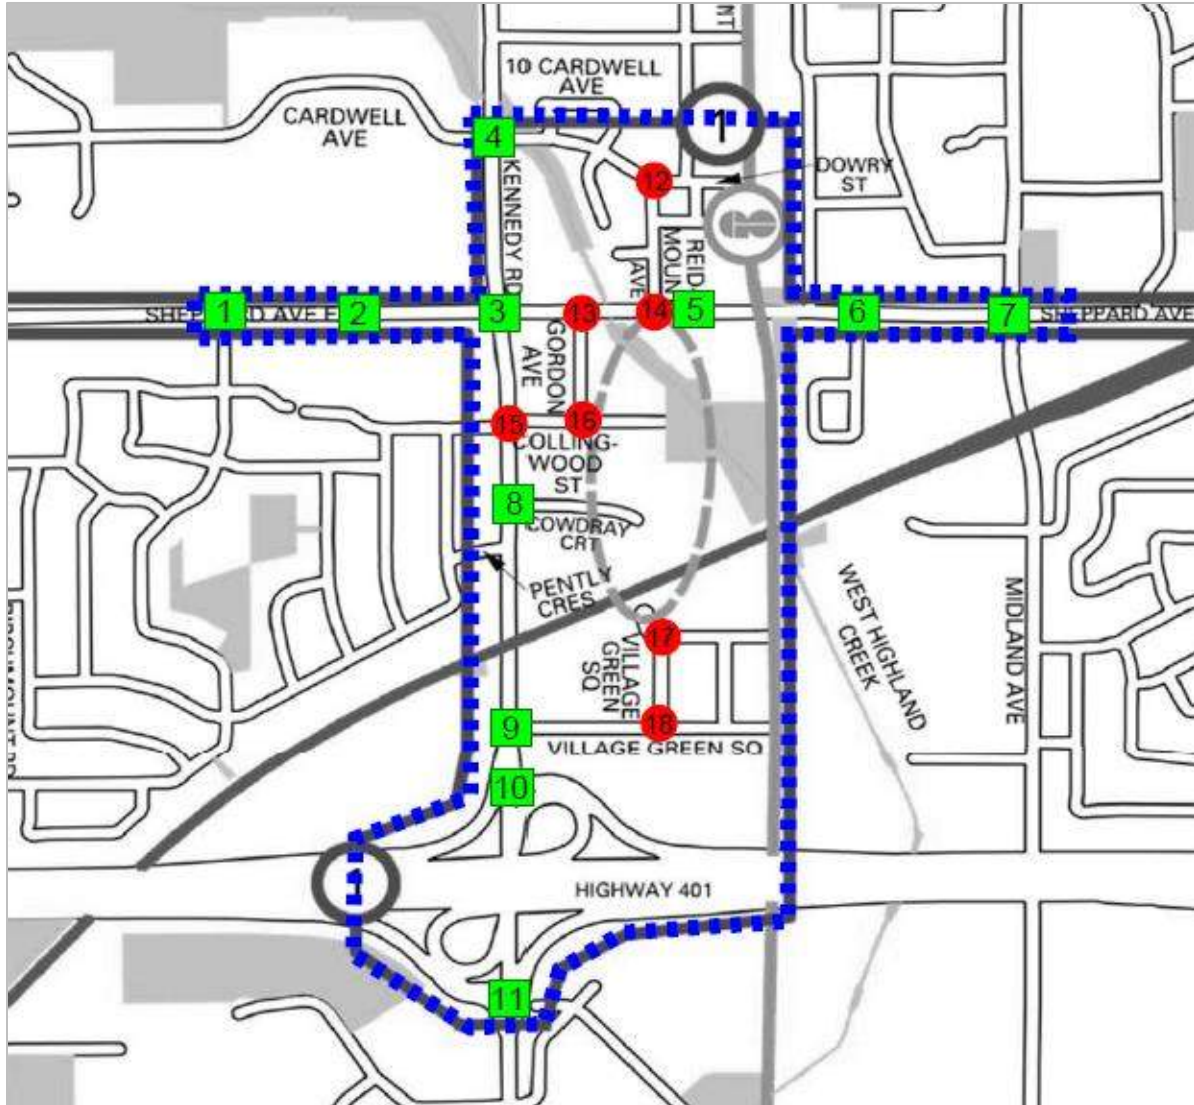 NT
10 CARDWELL
AVE
CARDWELL
AVE
1
4
12
DOWRY
ST
KENNEDY RD
REID-
MOUN
AVE
1
2
3
13
14
5
6
7
SHEPPARD AVE E
SHEPPARD AVE
GORDON
AVE
15
16
COLLING-
WOOD
ST
8
COWDRAY
CRT
PENTLY
CRES
WEST HIGHLAND
CREEK
MIDLAND AVE
17
VILLAGE
GREEN
SQ
9
18
VILLAGE GREEN SQ
10
HIGHWAY 401
11